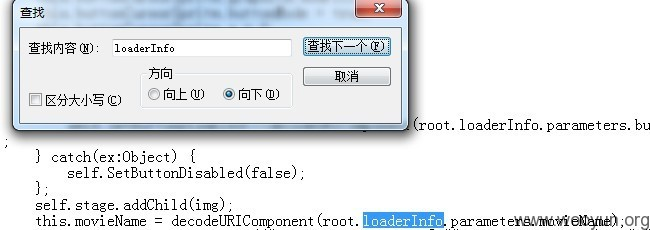 查找
查找内容(N):
loaderInfo
查找下一个(F)
方向
取消
区分大小写(C)
向上(U)
向下(D)
(root.loaderInfo.parameters.bu
;
} catch(ex:Object) {
self.SetButtonDisabled(false);
};
self.stage.addChild(img);
this.movieName = decodeURIComponent(root.loaderInfo.parameters.movieName);
www.wooyun.org